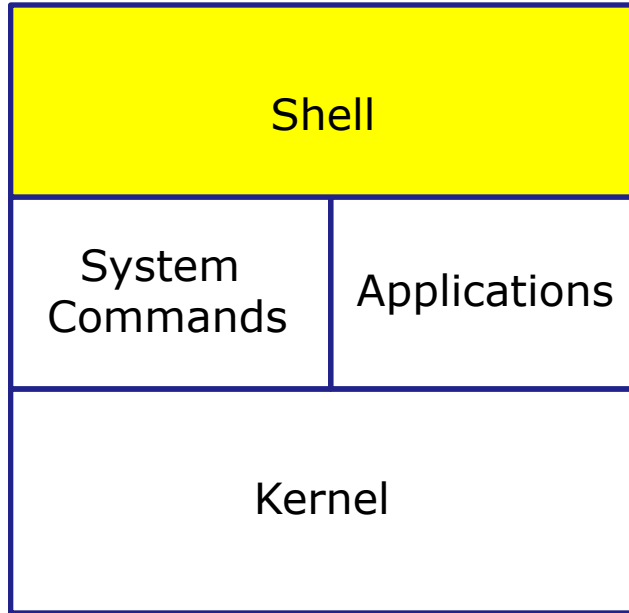 Shell
System
Commands
Applications
Kernel